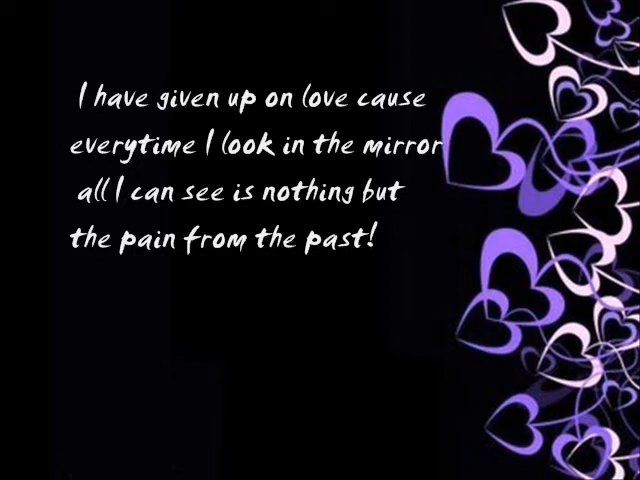 I have given up on love cause
everytime I look in the mirror
all I can see is nothing but
the pain from the past!